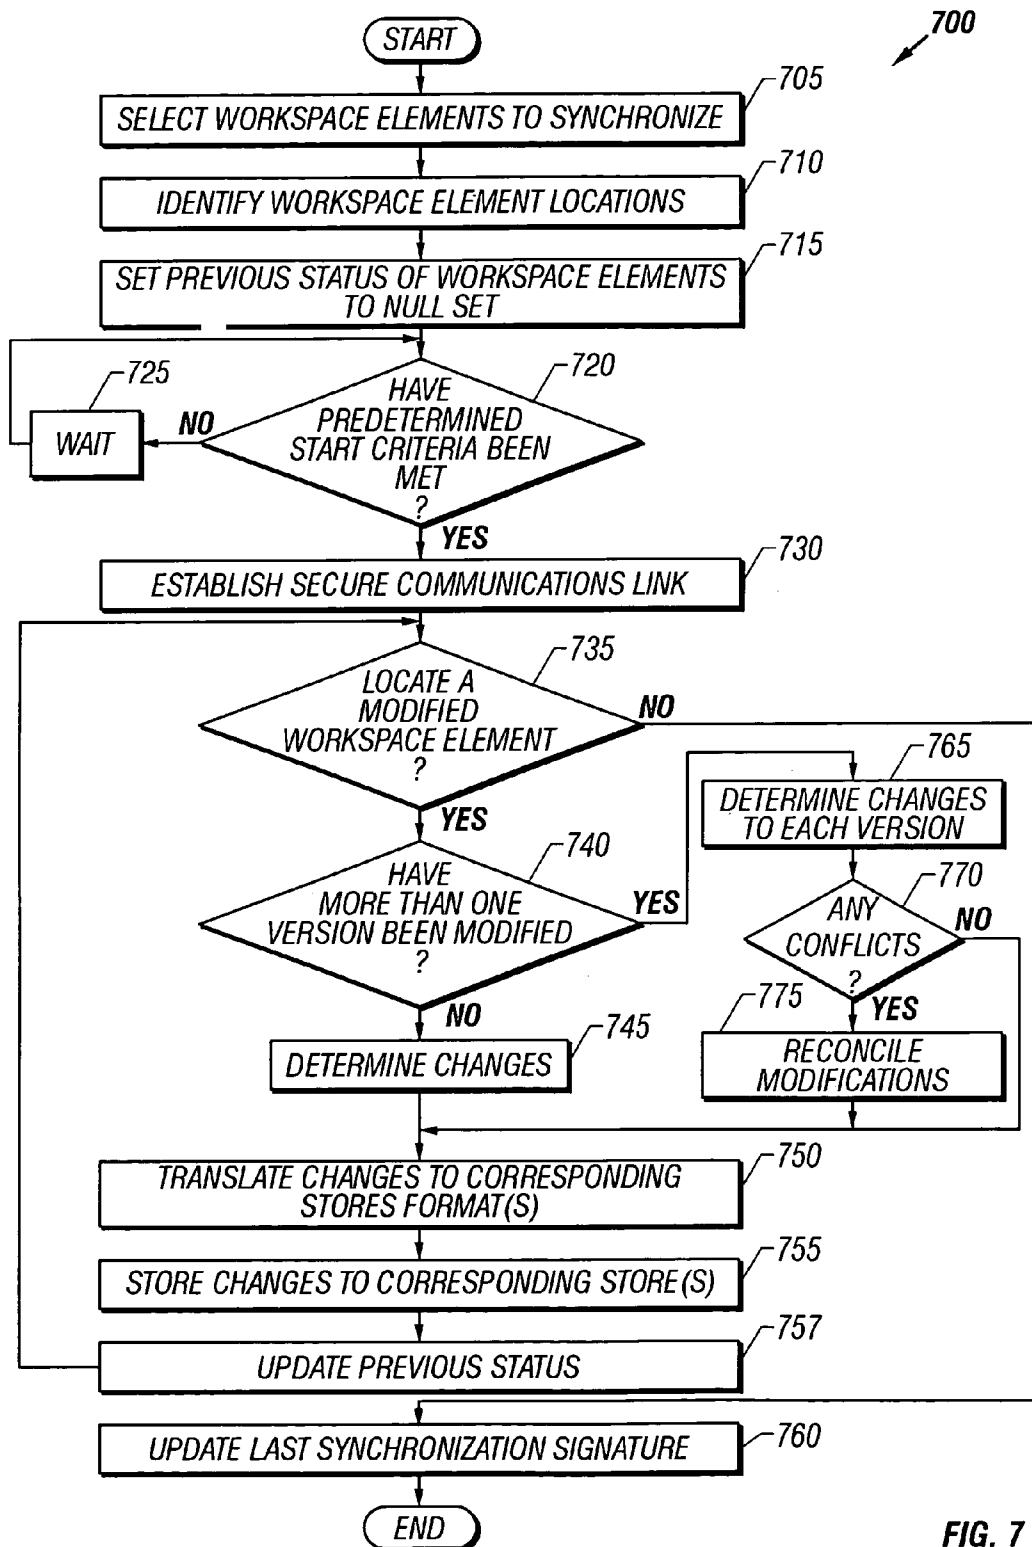 START
700
705
SELECT WORKSPACE ELEMENTS TO SYNCHRONIZE
710
IDENTIFY WORKSPACE ELEMENT LOCATIONS
715
SET PREVIOUS STATUS OF WORKSPACE ELEMENTS
TO NULL SET
725
WAIT
NO
720
HAVE
PREDETERMINED
START CRITERIA BEEN
MET
?
YES
730
ESTABLISH SECURE COMMUNICATIONS LINK
735
LOCATE A
MODIFIED
WORKSPACE ELEMENT
?
NO
YES
740
HAVE
MORE THAN ONE
VERSION BEEN MODIFIED
?
YES
NO
765
DETERMINE CHANGES
TO EACH VERSION
770
ANY
CONFLICTS
?
NO
YES
775
RECONCILE
MODIFICATIONS
745
DETERMINE CHANGES
750
TRANSLATE CHANGES TO CORRESPONDING
STORES FORMAT(S)
755
STORE CHANGES TO CORRESPONDING STORE(S)
757
UPDATE PREVIOUS STATUS
760
UPDATE LAST SYNCHRONIZATION SIGNATURE
END
FIG. 7